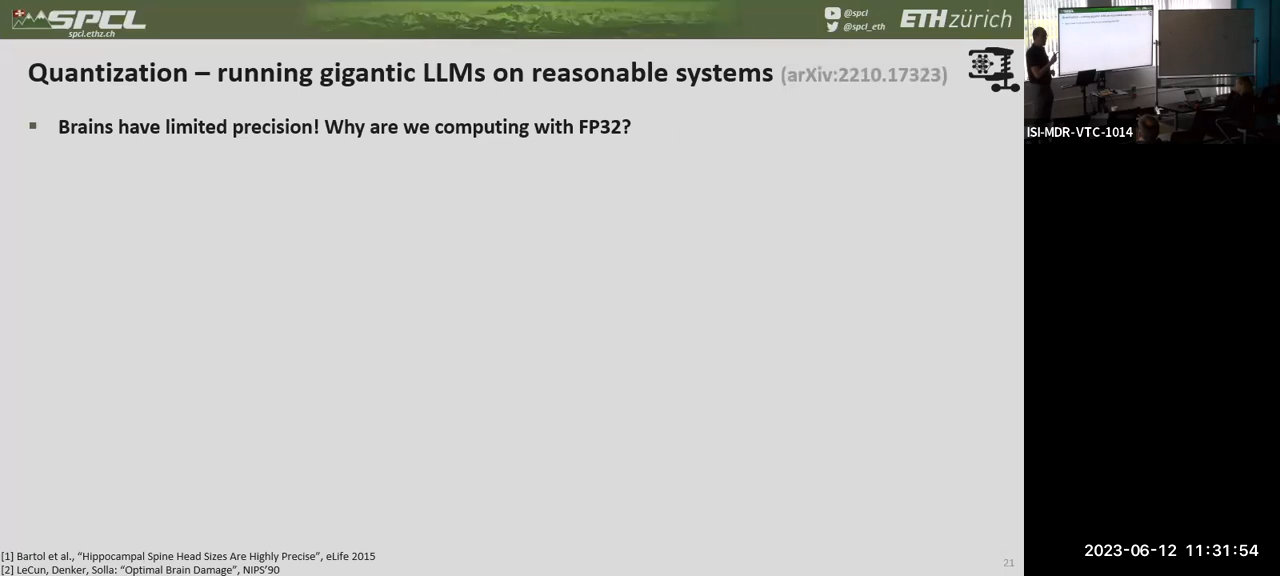 SPCL
spcl.ethz.ch
@spcl
@spcl_eth
ETH zürich
Quantization – running gigantic LLMs on reasonable systems (arXiv:2210.17323)
▪ Brains have limited precision! Why are we computing with FP32?
ISI-MDR-VTC-1014
[1] Bartol et al., “Hippocampal Spine Head Sizes Are Highly Precise”, eLife 2015
[2] LeCun, Denker, Solla: “Optimal Brain Damage”, NIPS’90
21
2023-06-12 11:31:54